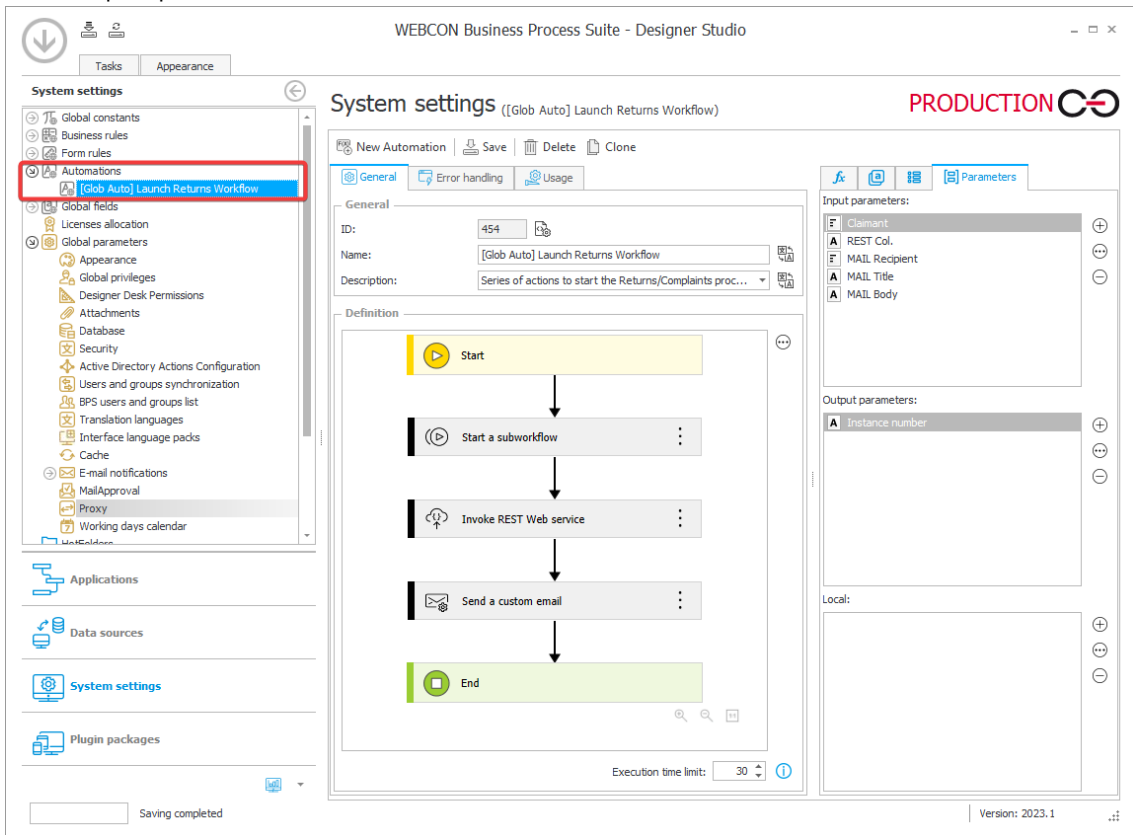 WEBCON Business Process Suite - Designer Studio
Tasks
Appearance
System settings
Global constants
Business rules
Form rules
Automations
[Glob Auto] Launch Returns Workflow
Global fields
Licenses allocation
Global parameters
Appearance
Global privileges
Designer Desk Permissions
Attachments
Database
Security
Active Directory Actions Configuration
Users and groups synchronization
BPS users and groups list
Translation languages
Interface language packs
Cache
E-mail notifications
MailApproval
Proxy
Working days calendar
HotFolders
Applications
Data sources
System settings
Plugin packages
System settings ([Glob Auto] Launch Returns Workflow)
PRODUCTION
New Automation
Save
Delete
Clone
General
Error handling
Usage
General
ID:
454
Name:
[Glob Auto] Launch Returns Workflow
Description:
Series of actions to start the Returns/Complaints proc...
Definition
Start
Start a subworkflow
Invoke REST Web service
Send a custom email
End
Execution time limit:
30
Parameters
Input parameters:
Claimant
REST Col.
MAIL Recipient
MAIL Title
MAIL Body
Output parameters:
Instance number
Local:
Saving completed
Version: 2023.1